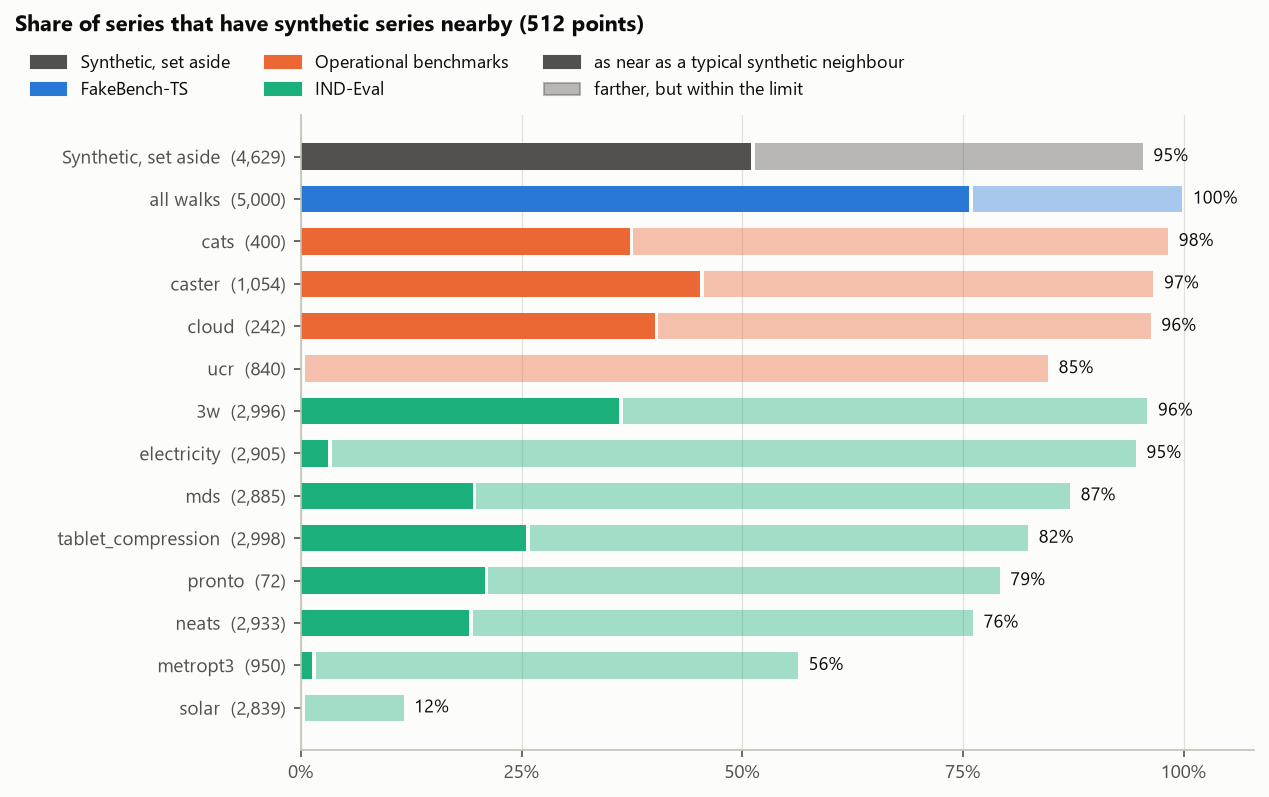 Share of series that have synthetic series nearby (512 points)
Synthetic, set aside
Operational benchmarks
as near as a typical synthetic neighbour
FakeBench-TS
IND-Eval
farther, but within the limit
Synthetic, set aside (4,629) 95%
all walks (5,000) 100%
cats (400) 98%
caster (1,054) 97%
cloud (242) 96%
ucr (840) 85%
3w (2,996) 96%
electricity (2,905) 95%
mds (2,885) 87%
tablet_compression (2,998) 82%
pronto (72) 79%
neats (2,933) 76%
metropt3 (950) 56%
solar (2,839) 12%
0% 25% 50% 75% 100%